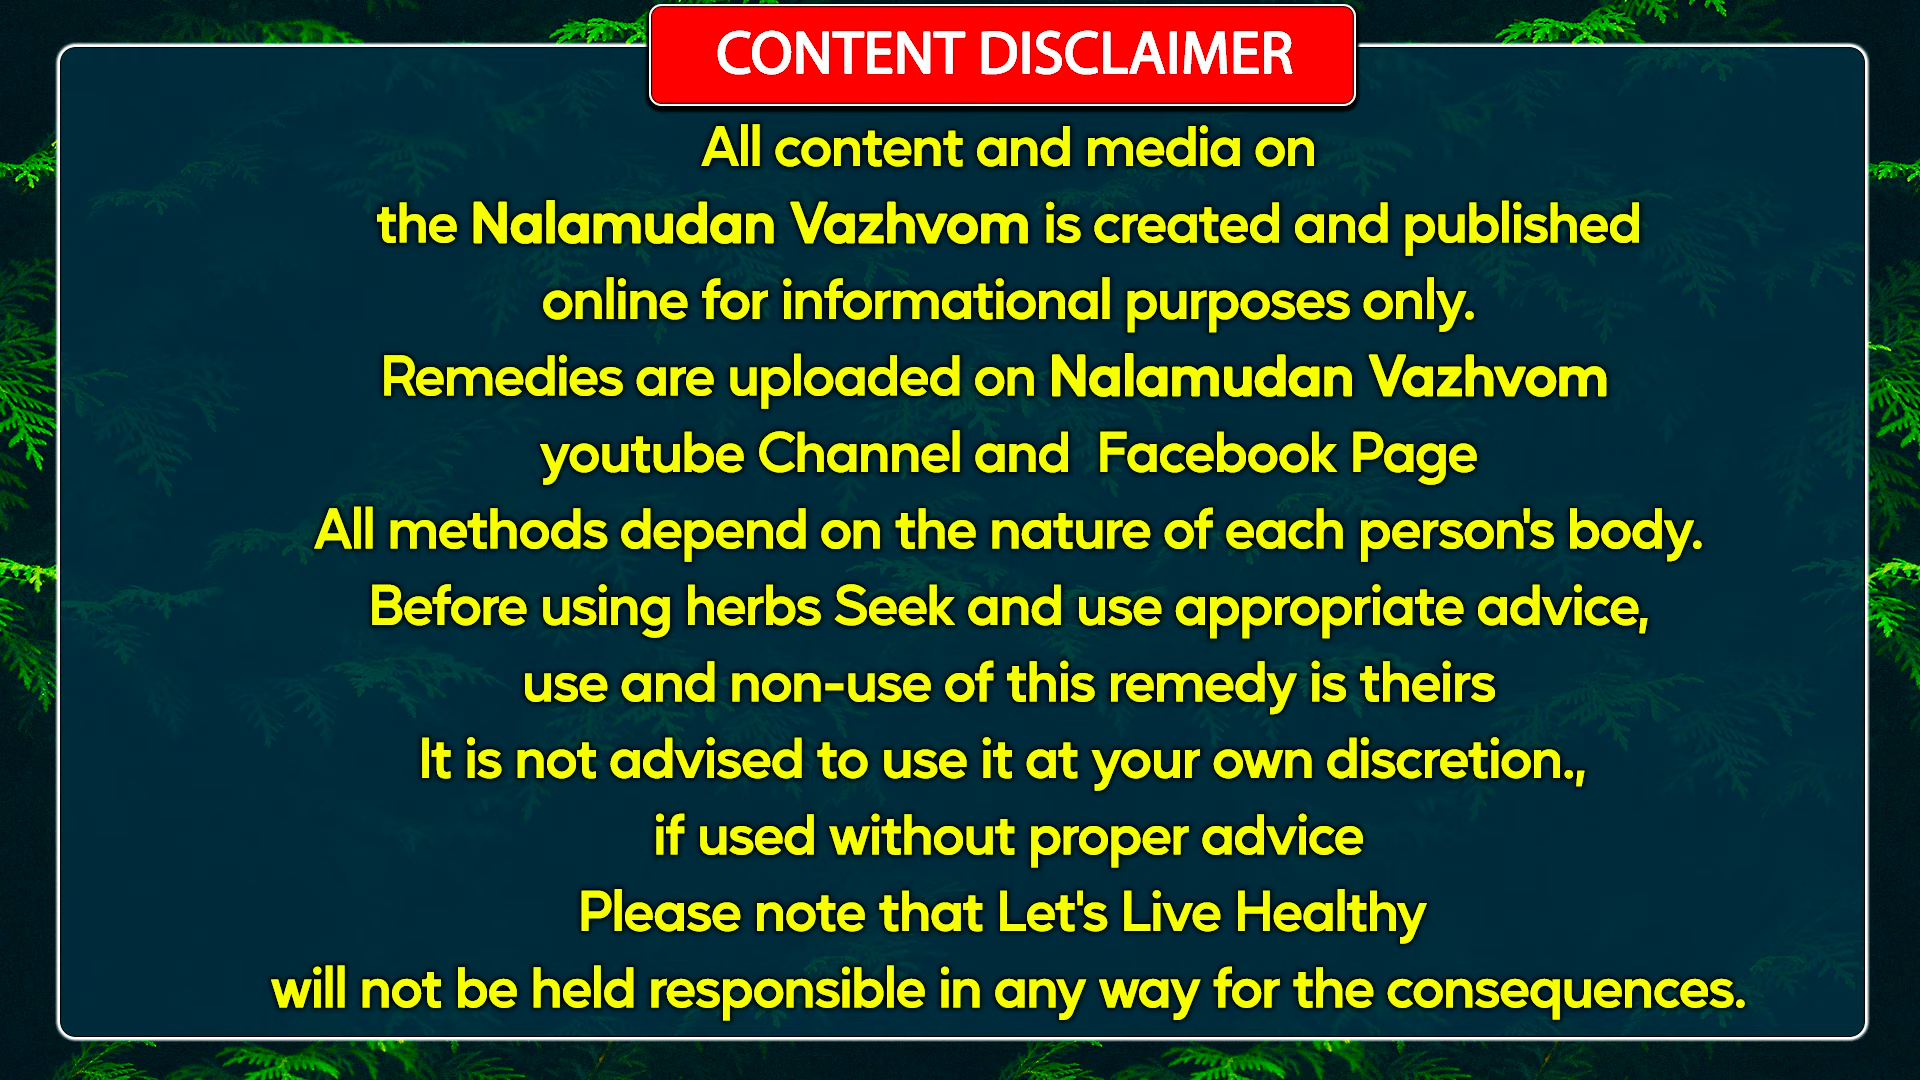 CONTENT DISCLAIMER
All content and media on
the Nalamudan Vazhvom is created and published
online for informational purposes only.
Remedies are uploaded on Nalamudan Vazhvom
youtube Channel and Facebook Page
All methods depend on the nature of each person's body.
Before using herbs Seek and use appropriate advice,
use and non-use of this remedy is theirs
It is not advised to use it at your own discretion.,
if used without proper advice
Please note that Let's Live Healthy
will not be held responsible in any way for the consequences.